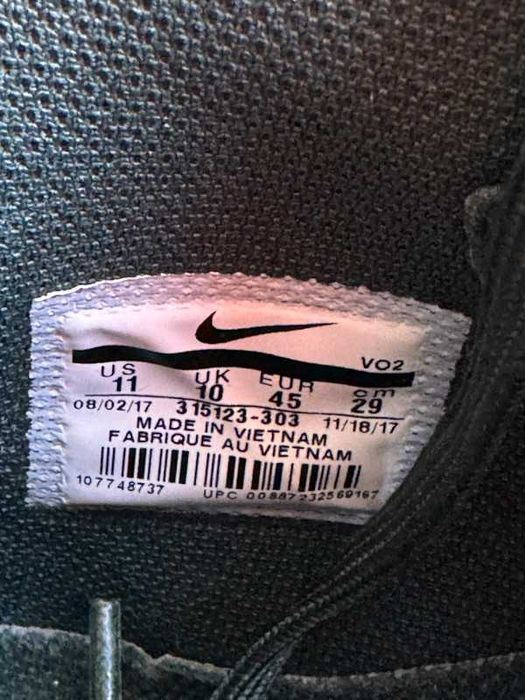 VO2
US UK EUR cm
11 10 45 29
08/02/17 315123-303 11/18/17
MADE IN VIETNAM
FABRIQUE AU VIETNAM
107748737 UPC 00887232569167